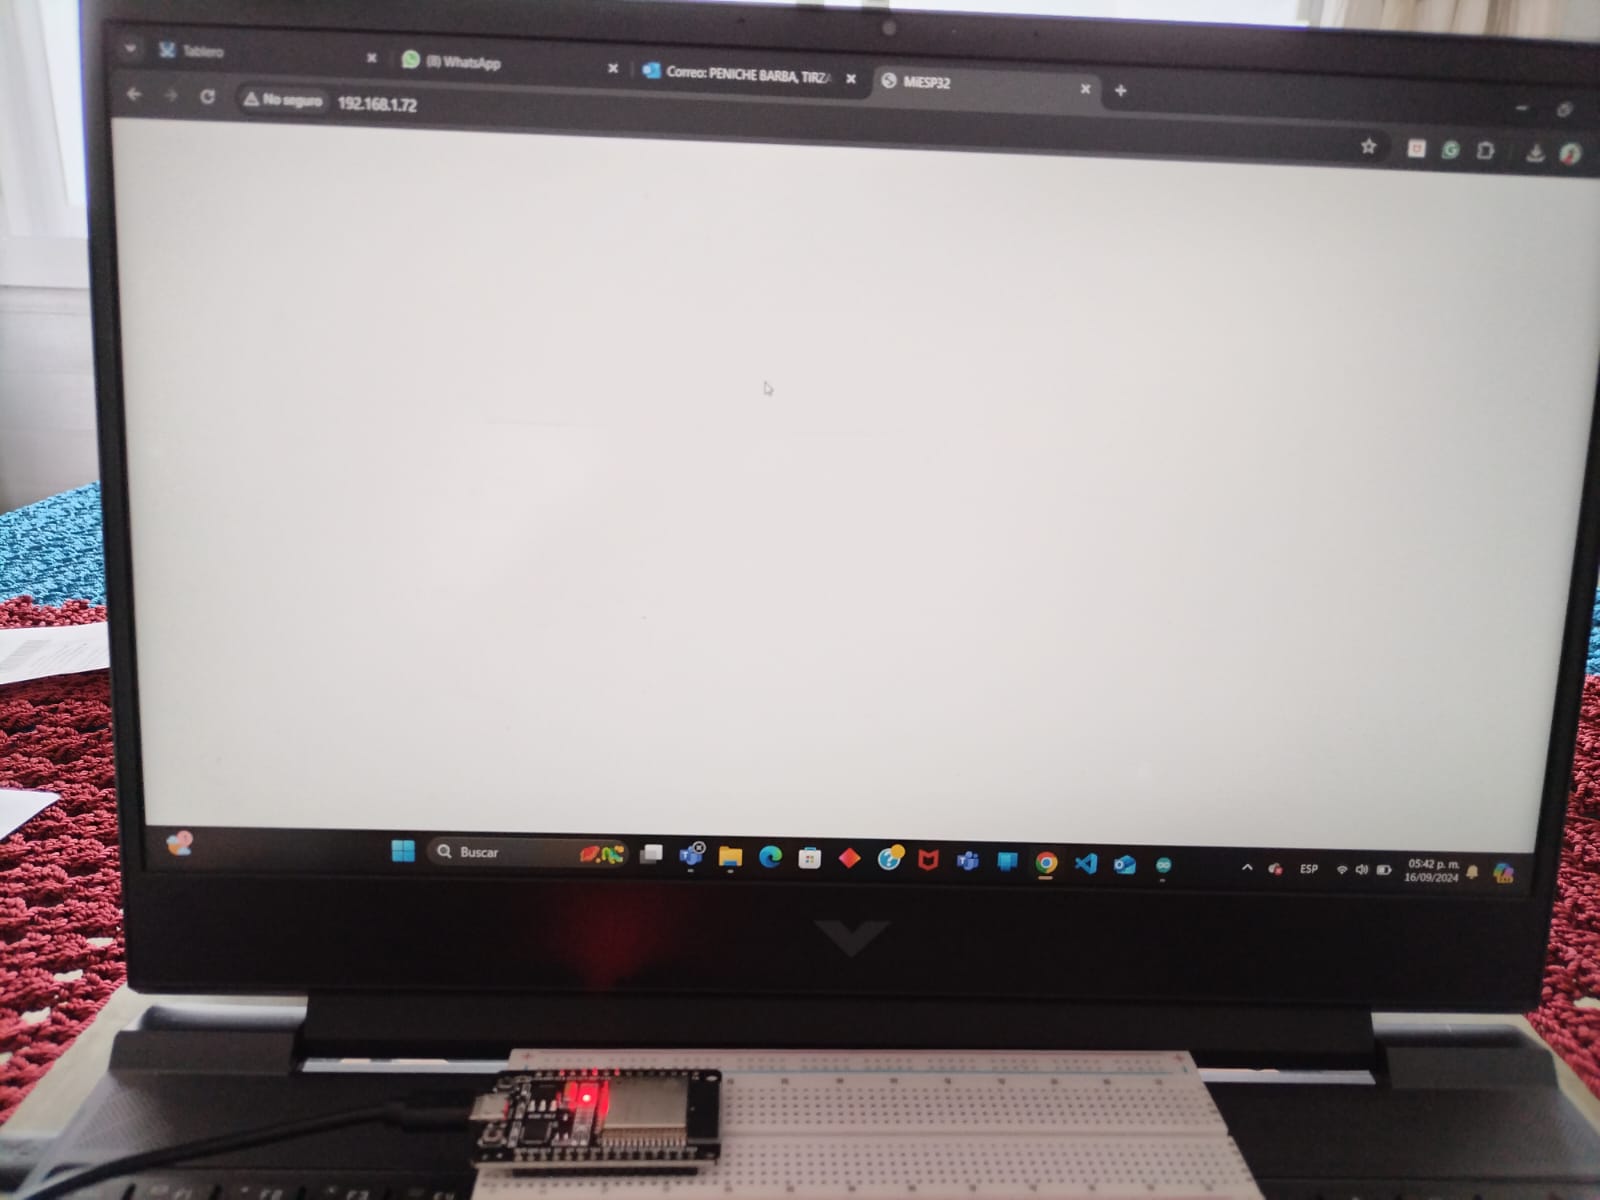 Tablero
(8) WhatsApp
Correo: PENICHE BARBA, TIRZA
MiESP32
No seguro
192.168.1.72
Buscar
ESP
05:42 p. m.
16/09/2024